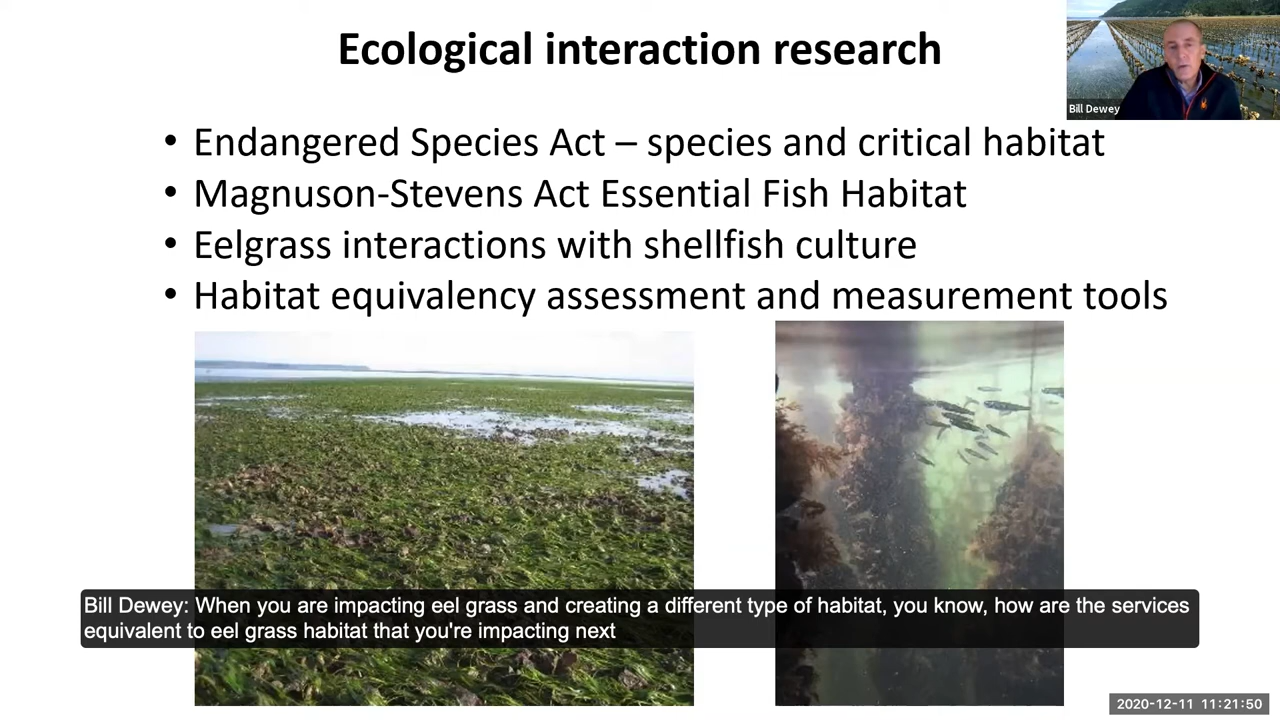 Ecological interaction research
Bill Dewey
• Endangered Species Act – species and critical habitat
• Magnuson-Stevens Act Essential Fish Habitat
• Eelgrass interactions with shellfish culture
• Habitat equivalency assessment and measurement tools
Bill Dewey: When you are impacting eel grass and creating a different type of habitat, you know, how are the services
equivalent to eel grass habitat that you're impacting next
2020-12-11 11:21:50